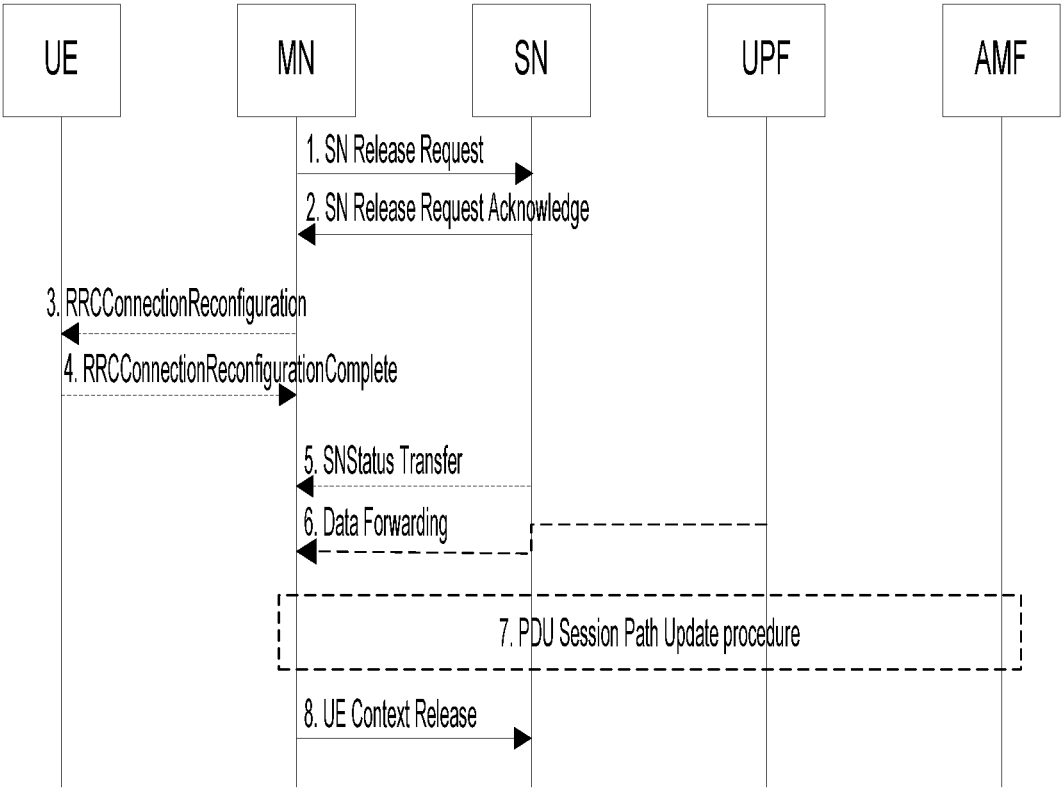 UE
MN
SN
UPF
AMF
1. SN Release Request
2. SN Release Request Acknowledge
3. RRCConnectionReconfiguration
4. RRCConnectionReconfigurationComplete
5. SNStatus Transfer
6. Data Forwarding
7. PDU Session Path Update procedure
8. UE Context Release